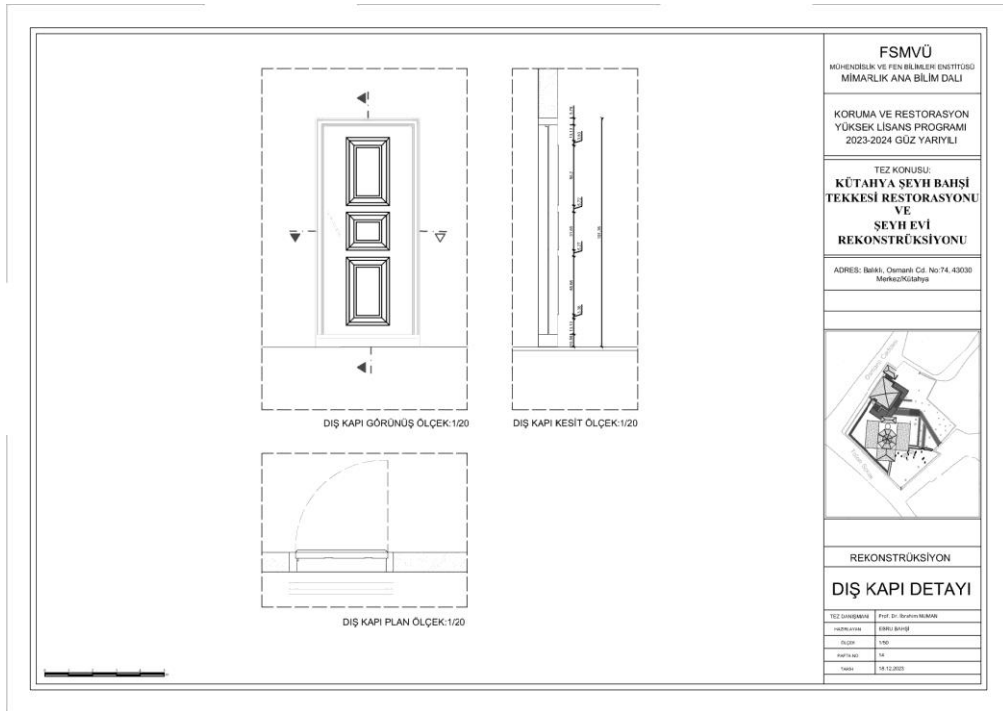 DIŞ KAPI GÖRÜNÜŞ ÖLÇEK:1/20
DIŞ KAPI KESİT ÖLÇEK:1/20
DIŞ KAPI PLAN ÖLÇEK:1/20
FSMVÜ
MÜHENDİSLİK VE FEN BİLİMLERİ ENSTİTÜSÜ
MİMARLIK ANA BİLİM DALI
KORUMA VE RESTORASYON
YÜKSEK LİSANS PROGRAMI
2023-2024 GÜZ YARIYILI
TEZ KONUSU:
KÜTAHYA ŞEYH BAHŞİ
TEKKESİ RESTORASYONU
VE
ŞEYH EVİ
REKONSTRÜKSİYONU
ADRES: Balıklı, Osmanlı Cd. No:74, 43030
Merkez/Kütahya
Osmanlı Caddesi
REKONSTRÜKSİYON
DIŞ KAPI DETAYI
TEZ DANIŞMANI Prof. Dr. İbrahim NUMAN
HAZIRLAYAN EBRU BAHŞİ
ÖLÇEK 1/50
PAFTA NO 14
TARİH 18.12.2023